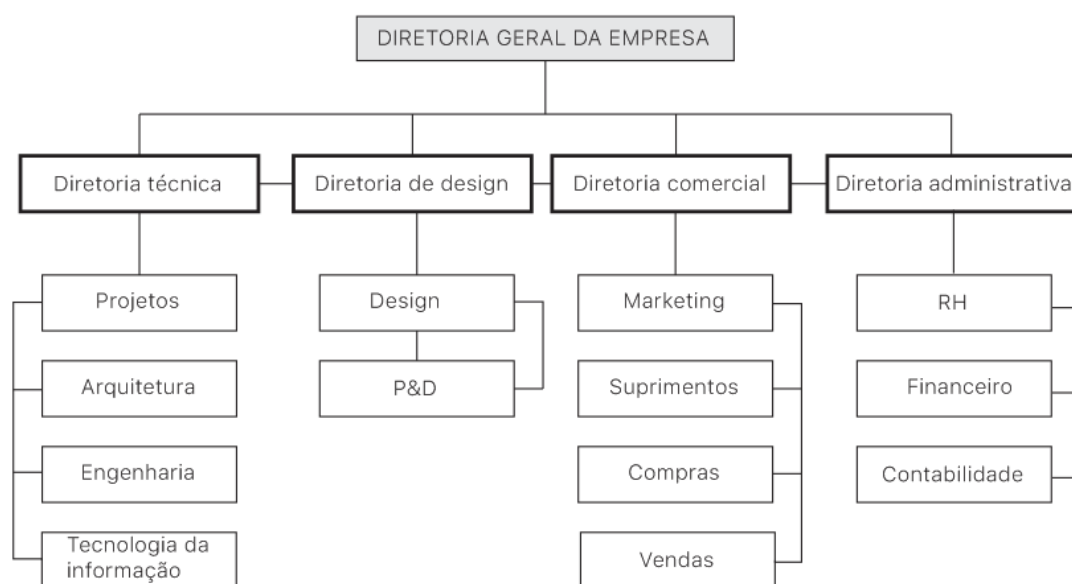 DIRETORIA GERAL DA EMPRESA
Diretoria técnica
Diretoria de design
Diretoria comercial
Diretoria administrativa
Projetos
Design
Marketing
RH
Arquitetura
P&D
Suprimentos
Financeiro
Engenharia
Compras
Contabilidade
Tecnologia da
informação
Vendas